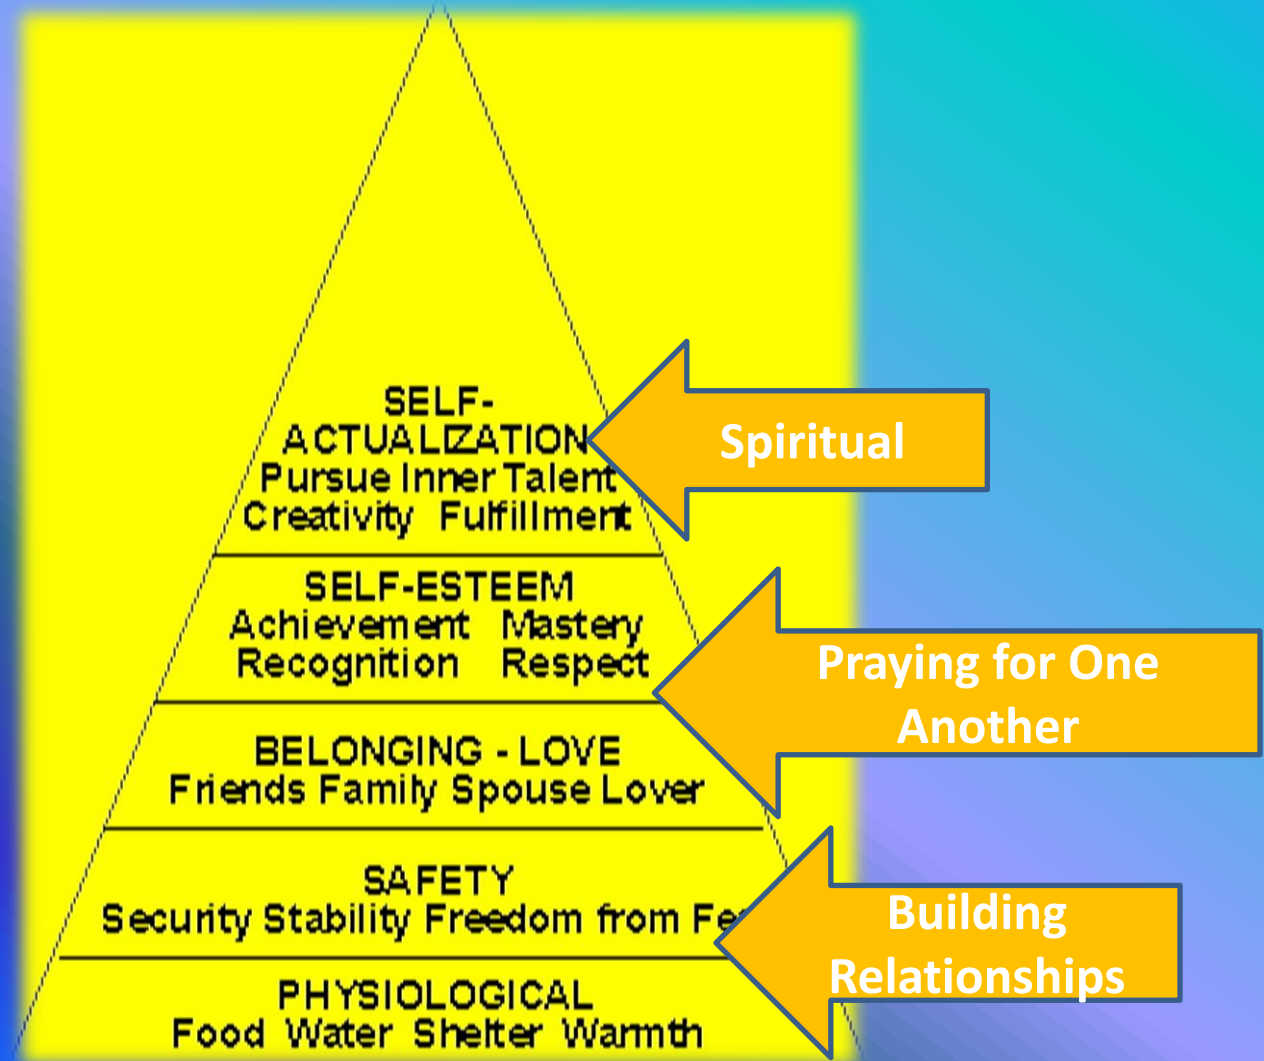 SELF-
ACTUALIZATION
Pursue Inner Talent
Creativity Fulfillment
Spiritual
SELF-ESTEEM
Achievement Mastery
Recognition Respect
Praying for One
Another
BELONGING - LOVE
Friends Family Spouse Lover
SAFETY
Security Stability Freedom from
Building
Relationships
PHYSIOLOGICAL
Food Water Shelter Warmth